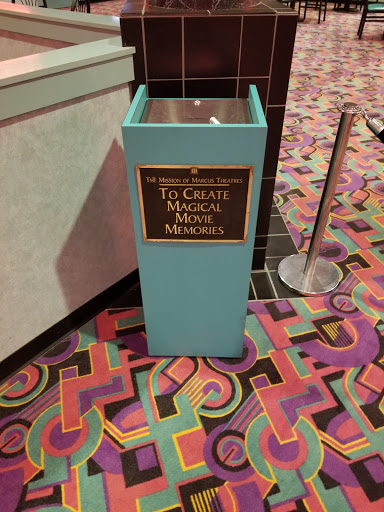 The Mission of Marcus Theatres
To Create
Magical
Movie
Memories